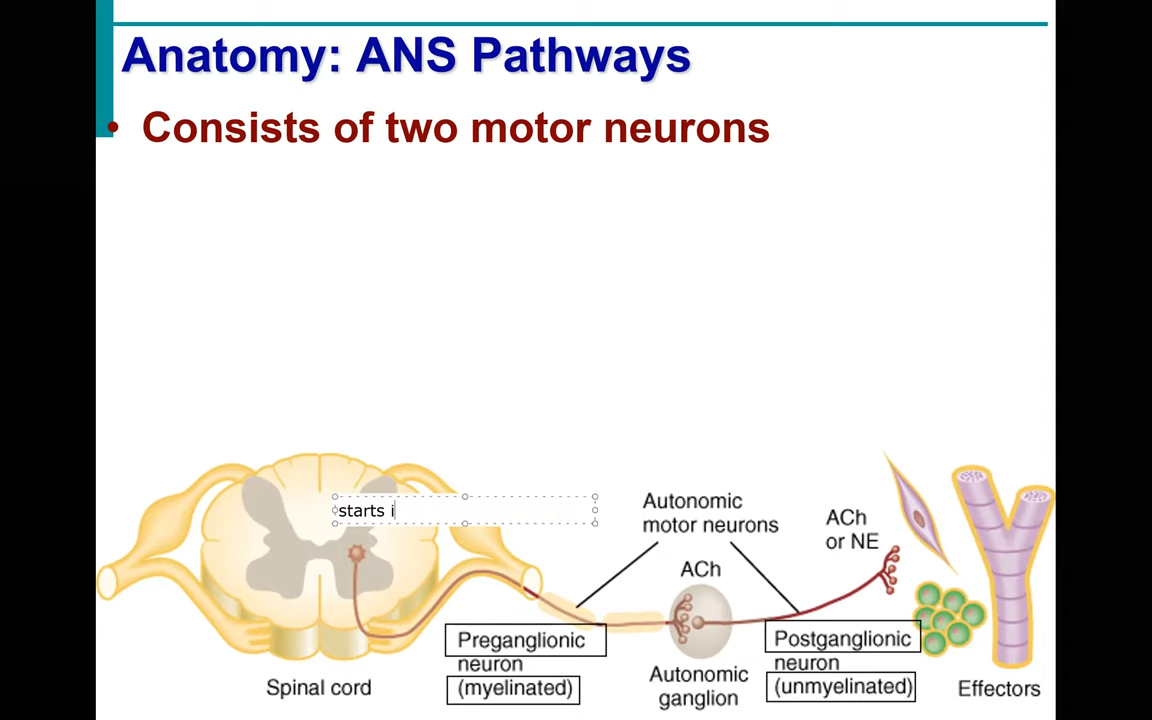 Anatomy: ANS Pathways
• Consists of two motor neurons
starts i
Autonomic
motor neurons
ACh
or NE
ACh
Preganglionic
neuron
(myelinated)
Postganglionic
neuron
(unmyelinated)
Autonomic
ganglion
Spinal cord
Effectors